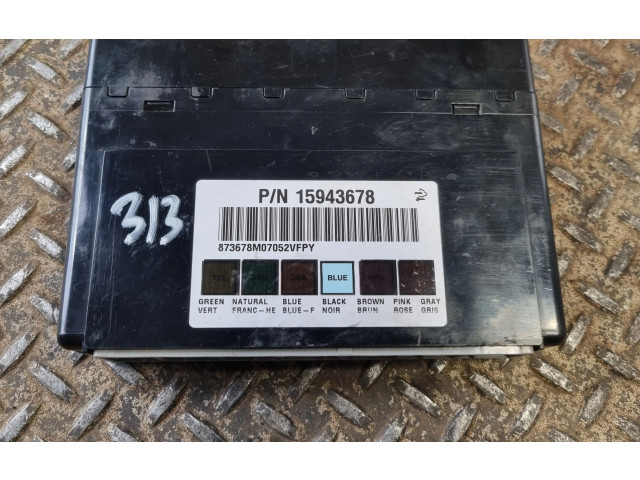 P/N 15943678
873678M07052VFPY
313
BLUE
GREEN NATURAL BLUE BLACK BROWN PINK GRAY
VERT FRANC-HE BLUE-F NOIR BRUN ROSE GRIS